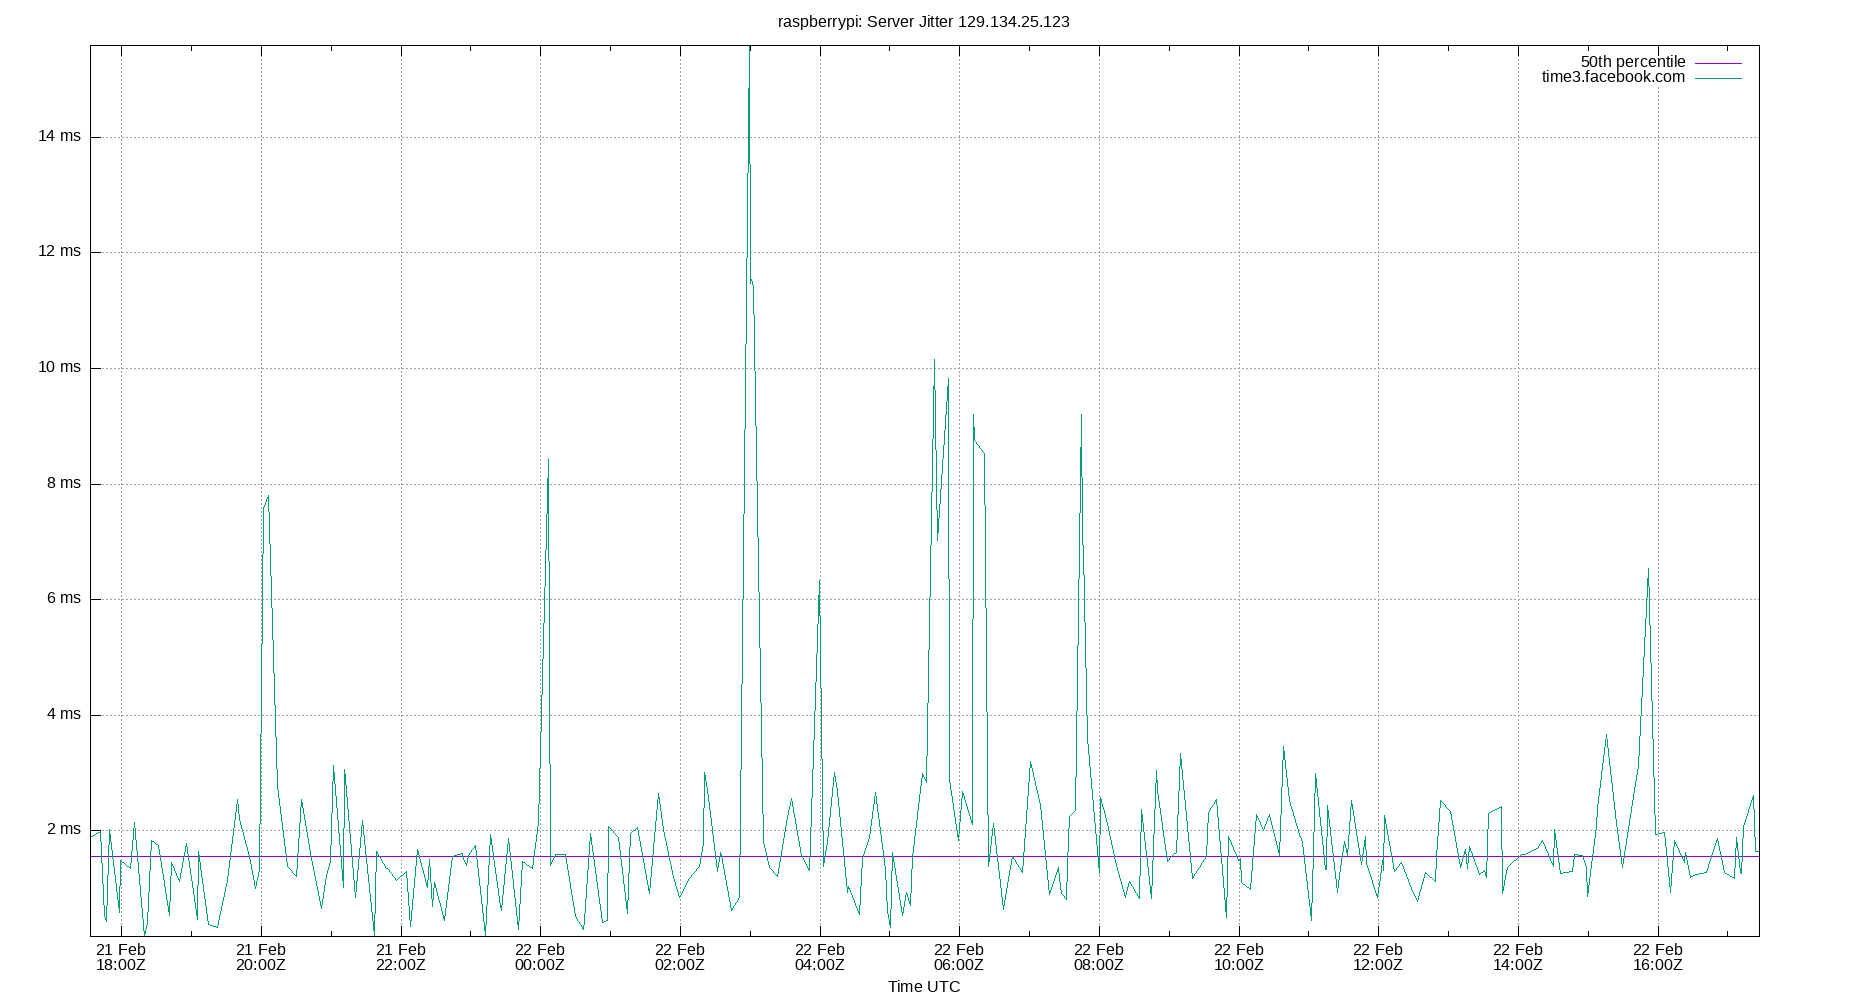 raspberrypi: Server Jitter 129.134.25.123
50th percentile
time3.facebook.com
14 ms
12 ms
10 ms
8 ms
6 ms
4 ms
2 ms
21 Feb 21 Feb 21 Feb 22 Feb 22 Feb 22 Feb 22 Feb 22 Feb 22 Feb 22 Feb 22 Feb 22 Feb
18:00Z 20:00Z 22:00Z 00:00Z 02:00Z 04:00Z 06:00Z 08:00Z 10:00Z 12:00Z 14:00Z 16:00Z
Time UTC